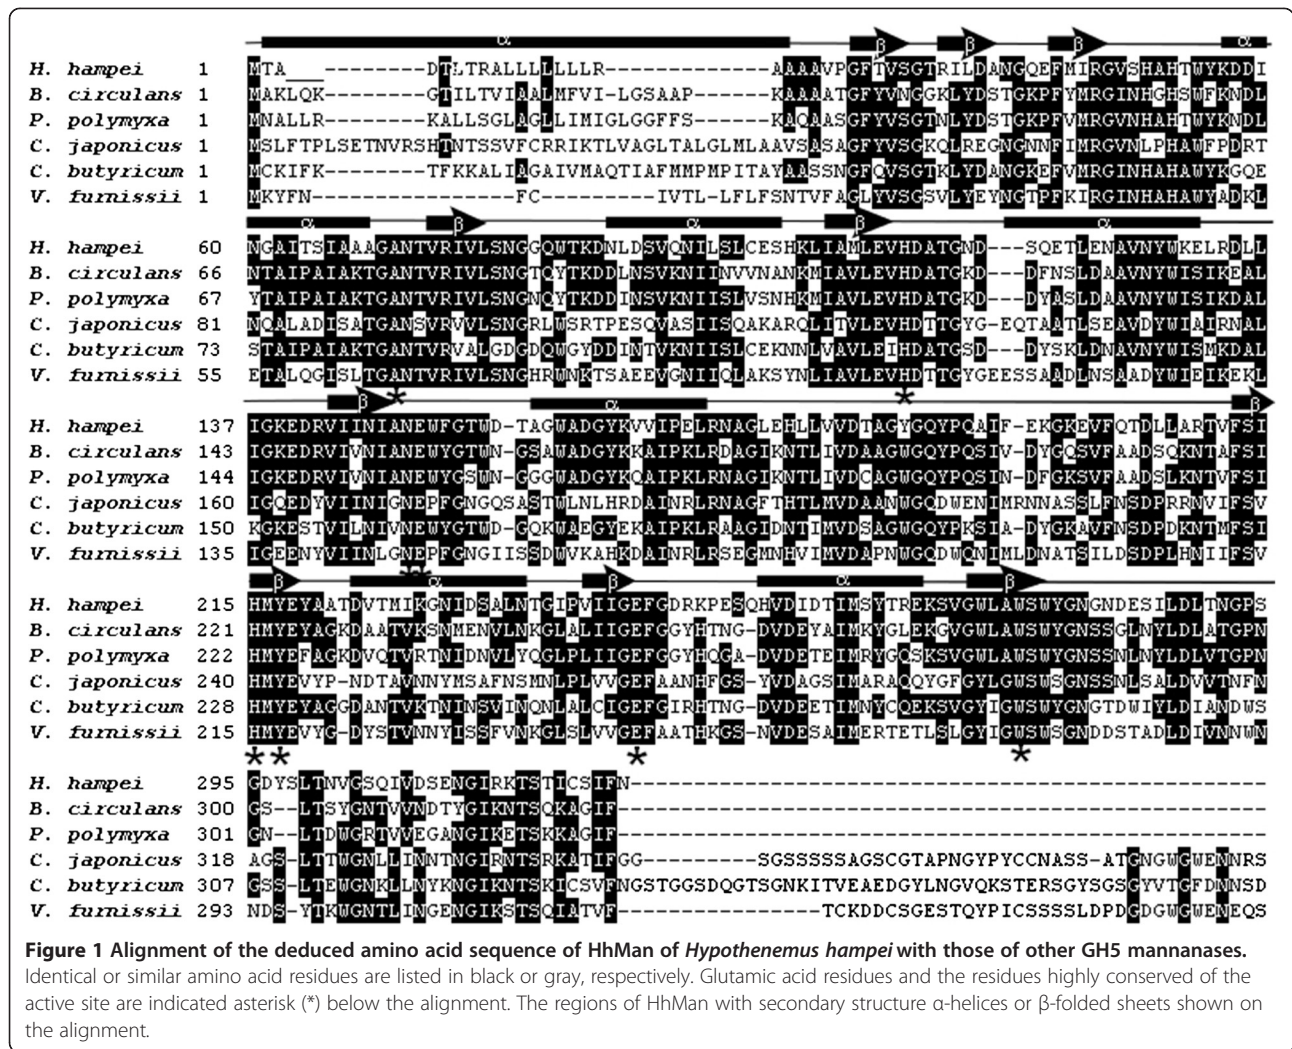 α β β β α
H. hampei 1 MTA----------DTLTRALLLLLLLLR----------------AAAAVPGFTVSGTRILDANGQEFMIRGVSHAHTWYKDDI
B. circulans 1 MAKLQK-------GTILTVIAALMFVI-LGSAAP------KAAAATGFYVNGGKLYDSTGKPFYMRGINHGHSWFKNDL
P. polymyxa 1 MNALLR-------KALLSGLAGLLIMIGLGGFFS------KAQAASGFYVSGTNLYDSTGKPFVMRGVNHAHTWYKNDL
C. japonicus 1 MSLFTPLSETNVRSHTNTSSVFCRRIKTLVAGLTALGLMLAAVSASAGFYVSGKQLREGNGNNFIMRGVNLPHAWFPDRT
C. butyricum 1 MCKIFK-------TFKKALIAGAIVMAQTIAFMMPMPITAYAASSNGFQVSGTKLYDANGKEFVMRGINHAHAWYKGQE
V. furnissii 1 MKYFN--------------FC---------IVTL-LFLFSNTVFAGLYVSGSVLYEYNGTPFKIRGINHAHAWYADKL
α β α β α
H. hampei 60 NGAITSIAAAGANTVRIVLSNGGQWTKDNLDSVQNILSLCESHKLIAMLEVHDATGND---SQETLENAVNYWKELRDLL
B. circulans 66 NTAIPAIAKTGANTVRIVLSNGTQYTKDDLNSVKNIINVVNANKMIAVLEVHDATGKD---DFNSLDAAVNYWISIKEAL
P. polymyxa 67 YTAIPAIAKTGANTVRIVLSNGNQYTKDDINSVKNIISLVSNHKMIAVLEVHDATGKD---DYASLDAAVNYWISIKDAL
C. japonicus 81 NQALADISATGANSVRVVLSNGRLWSRTPESQVASIISQAKARQLITVLEVHDTTGYG-EQTAATLSEAVDYWIAIRNAL
C. butyricum 73 STAIPAIAKTGANTVRVALGDGDQWGYDDINTVKNIISLCEKNNLVAVLEIHDATGSD---DYSKLDNAVNYWISMKDAL
V. furnissii 55 ETALQGISLTGANTVRIVLSNGHRWNKTSAEEVGNIIQLAKSYNLIAVLEVHDTTGYGEESSAADLNSAADYWIEIKEKL
* *
β α β
H. hampei 137 IGKEDRVIINIANEWFGTWD-TAGWADGYKVVIPELRNAGLEHLLVVDTAGYGQYPQAIF-EKGKEVFQTDLLARTVFSI
B. circulans 143 IGKEDRVIVNIANEWYGTWN-GSAWADGYKKAIPKLRDAGIKNTLIVDAAGWGQYPQSIV-DYGQSVFAADSQKNTAFSI
P. polymyxa 144 IGKEDRVIVNIANEWYGSWN-GGGWADGYKQAIPKLRNAGIKNTLIVDCAGWGQYPQSIN-DFGKSVFAADSLKNTVFSI
C. japonicus 160 IGQEDYVIINIGNEPFGNGQSASTWLNLHRDAINRLRNAGFTHTLMVDAANWGQDWENIMRNNASSLFNSDPRRNVIFSV
C. butyricum 150 KGKESTVILNIVNEWYGTWD-GQKWAEGYEKAIPKLRAAGIDNTIMVDSAGWGQYPKSIA-DYGKAVFNSDPDKNTMFSI
V. furnissii 135 IGEENYVIINLGNEPFGNGIISSDWVKAHKDAINRLRSEGMNHVIMVDAPNWGQDWQNIMLDNATSILDSDPLHNIIFSV
* *
β α β α β
H. hampei 215 HMYEYAATDVTMIKGNIDSALNTGIPVIIGEFGDRKPESQHVDIDTIMSYTREKSVGWLAWSWYGNGNDESILDLTNGPS
B. circulans 221 HMYEYAGKDAATVKSNMENVLNKGLALIIGEFGGYHTNG-DVDEYAIMKYGLEKGVGWLAWSWYGNSSGLNYLDLATGPN
P. polymyxa 222 HMYEFAGKDVQTVRTNIDNVLYQGLPLIIGEFGGYHQGA-DVDETEIMRYGQSKSVGWLAWSWYGNSSNLNYLDLVTGPN
C. japonicus 240 HMYEVYP-NDTAVNNYMSAFNSMNLPLVVGEFAANHFGS-YVDAGSIMARAQQYGFGYLGWSWSGNSSNLSALDVVTNFN
C. butyricum 228 HMYEYAGGDANTVKTNINSVINQNLALCIGEFGIRHTNG-DVDEETIMNYCQEKSVGYIGWSWYGNGTDWIYLDIANDWS
V. furnissii 215 HMYEVYG-DYSTVNNYISSFVNKGLSLVVGEFAATHKGS-NVDESAIMERTETLSLGYIGWSWSGNDDSTADLDIVNNWN
* * * *
H. hampei 295 GDYSLTNVGSQIVDSENGIRKTSTICSIFN--------------------------------------------------
B. circulans 300 GS--LTSYGNTVVNDTYGIKNTSQKAGIF---------------------------------------------------
P. polymyxa 301 GN--LTDWGRTVVEGANGIKETSKKAGIF---------------------------------------------------
C. japonicus 318 AGS-LTTWGNLLINNTNGIRNTSRKATIFGG---------SGSSSSSAGSCGTAPNGYPYCCNASS-ATGNGWGWENNRS
C. butyricum 307 GSS-LTEWGNKLLNYKNGIKNTSKICSVFNGSTGGSDQGTSGNKITVEAEDGYLNGVQKSTERSGYSGSGYVTGFDNNSD
V. furnissii 293 NDS-YTKWGNTLINGENGIKSTSQIATVF----------------TCKDDCSGESTQYPICSSSSLDPDGDGWGWENEQS
Figure 1 Alignment of the deduced amino acid sequence of HhMan of Hypothenemus hampei with those of other GH5 mannanases.
Identical or similar amino acid residues are listed in black or gray, respectively. Glutamic acid residues and the residues highly conserved of the
active site are indicated asterisk (*) below the alignment. The regions of HhMan with secondary structure α-helices or β-folded sheets shown on
the alignment.